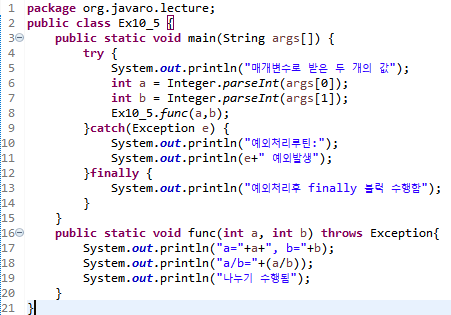 1 package org.javaro.lecture;
2 public class Ex10_5 {
3 public static void main(String args[]) {
4 try {
5 System.out.println("매개변수로 받은 두 개의 값");
6 int a = Integer.parseInt(args[0]);
7 int b = Integer.parseInt(args[1]);
8 Ex10_5.func(a,b);
9 }catch(Exception e) {
10 System.out.println("예외처리루틴:");
11 System.out.println(e+" 예외발생");
12 }finally {
13 System.out.println("예외처리후 finally 블럭 수행함");
14 }
15 }
16 public static void func(int a, int b) throws Exception{
17 System.out.println("a="+a+", b="+b);
18 System.out.println("a/b="+(a/b));
19 System.out.println("나누기 수행됨");
20 }
21 }